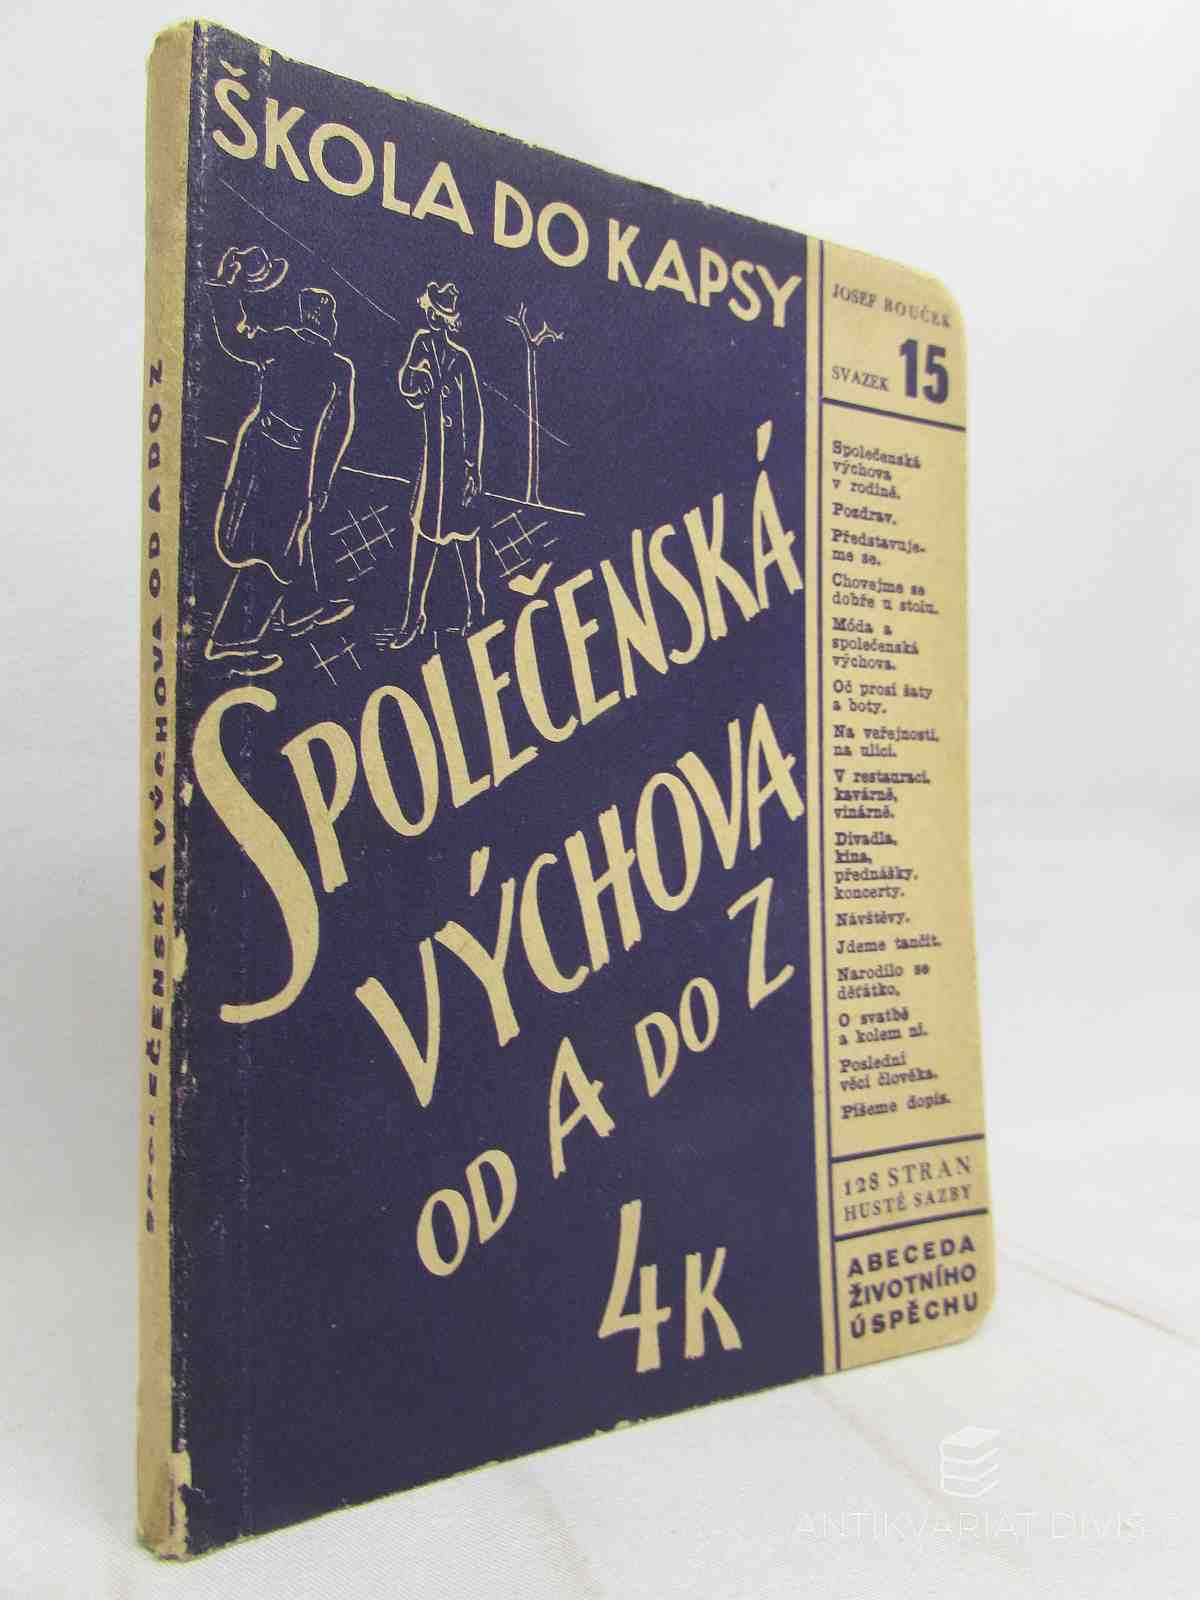 ŠKOLA DO KAPSY
SPOLEČENSKÁ
VÝCHOVA
OD A DO Z
4 K
JOSEF ROUČEK
SVAZEK 15
Společenská
výchova
v rodině.
Pozdrav.
Představuje-
me se.
Chovejme se
dobře u stolu.
Móda a
společenská
výchova.
Oč prosí šaty
a boty.
Na veřejnosti,
na ulici.
V restauraci,
kavárně,
vinárně.
Divadla,
kina,
přednášky,
koncerty.
Návštěvy.
Jdeme tančit.
Narodilo se
děťátko.
O svatbě
a kolem ní.
Poslední
věci člověka.
Píšeme dopis.
128 STRAN
HUSTÉ SAZBY
ABECEDA
ŽIVOTNÍHO
ÚSPĚCHU
SPOLEČENSKÁ VÝCHOVA OD A DO Z
ANTIKVARIAT DIVIŠ